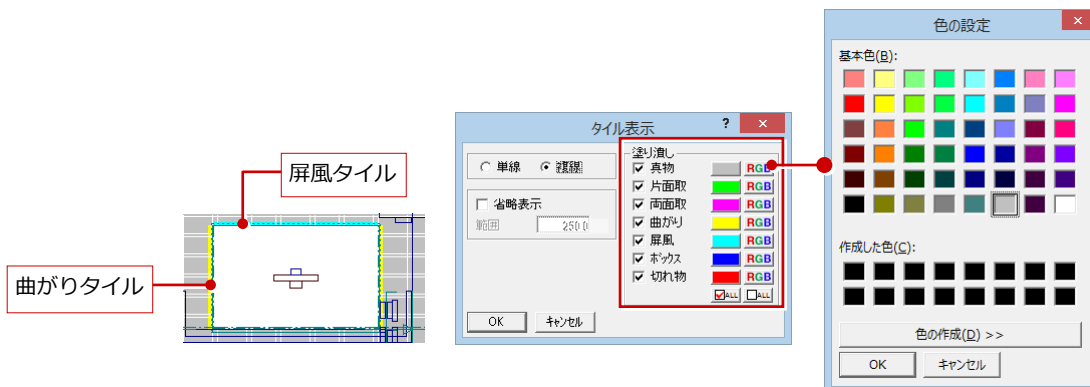 屏風タイル
曲がりタイル
タイル表示
?
×
単線
複線
省略表示
範囲
250.0
塗り潰し
真物
RGB
片面取
RGB
両面取
RGB
曲がり
RGB
屏風
RGB
ボックス
RGB
切れ物
RGB
ALL
ALL
OK
キャンセル
色の設定
×
基本色(B):
作成した色(C):
色の作成(D) >>
OK
キャンセル